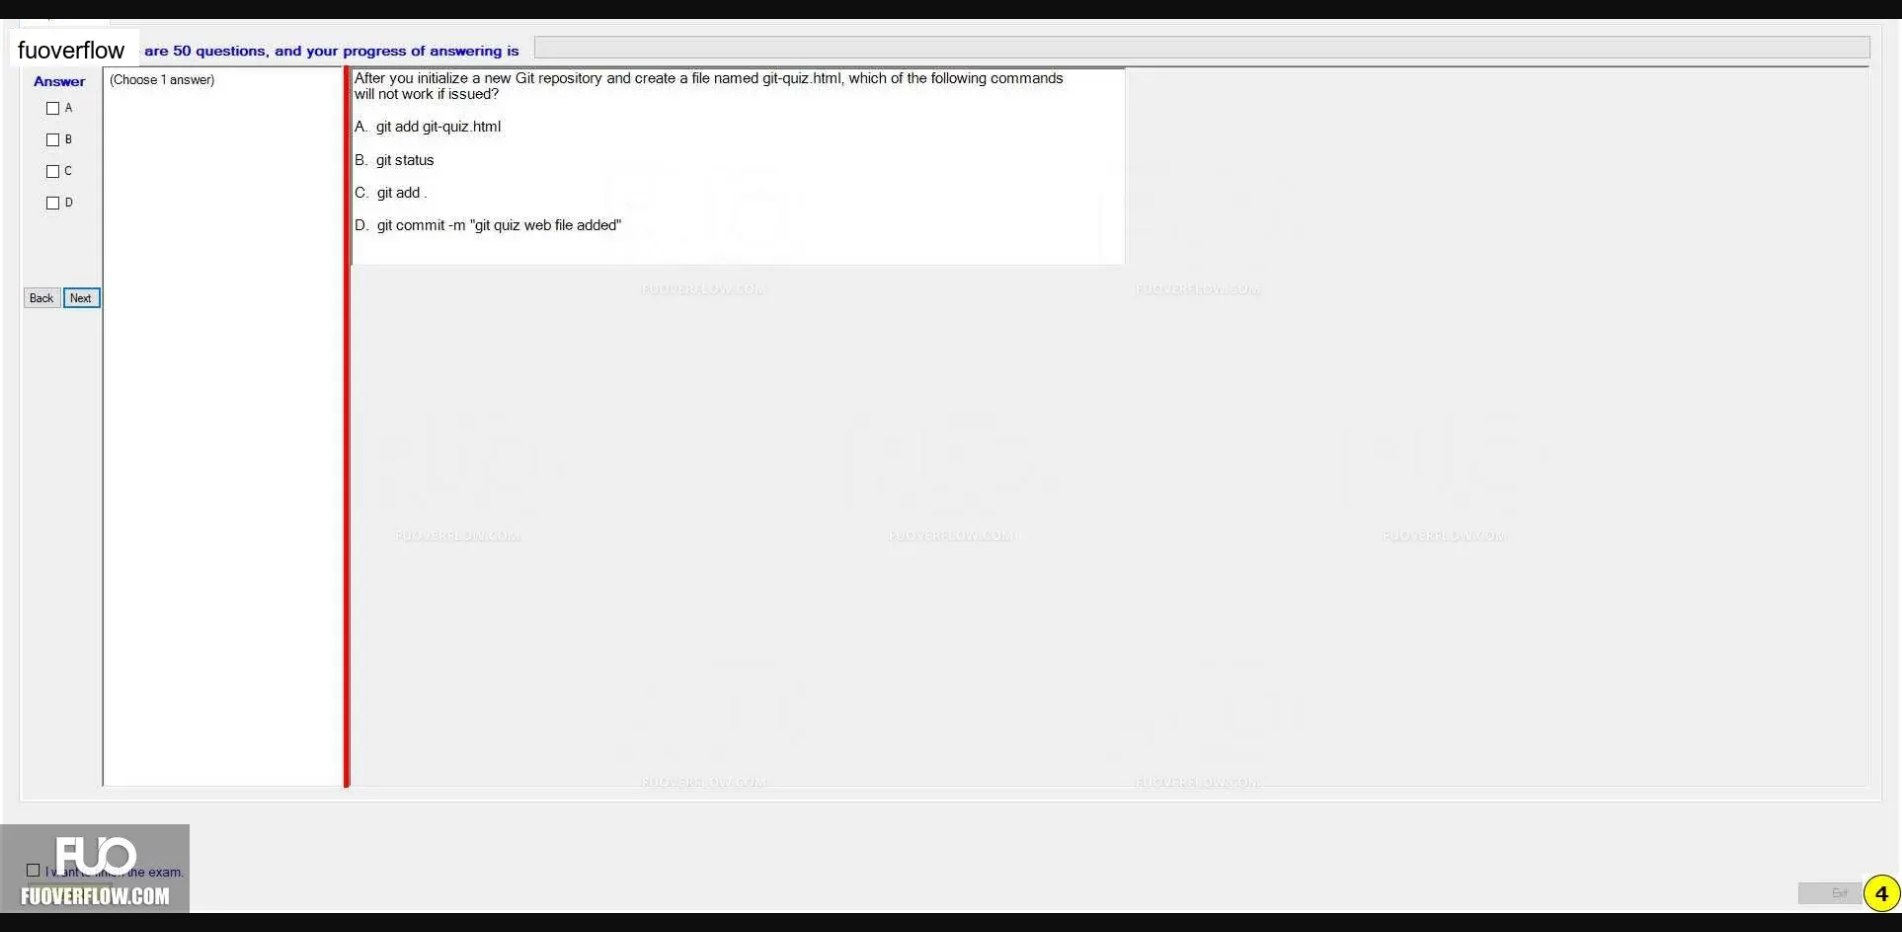 fuoverflow are 50 questions, and your progress of answering is
Answer
A
B
C
D
Back Next
(Choose 1 answer)
After you initialize a new Git repository and create a file named git-quiz.html, which of the following commands
will not work if issued?
A. git add git-quiz.html
B. git status
C. git add .
D. git commit -m "git quiz web file added"
FUOVERFLOW.COM FUOVERFLOW.COM
FUOVERFLOW.COM FUOVERFLOW.COM FUOVERFLOW.COM
FUOVERFLOW.COM FUOVERFLOW.COM
FUO
I want to finish the exam.
FUOVERFLOW.COM
Exit 4